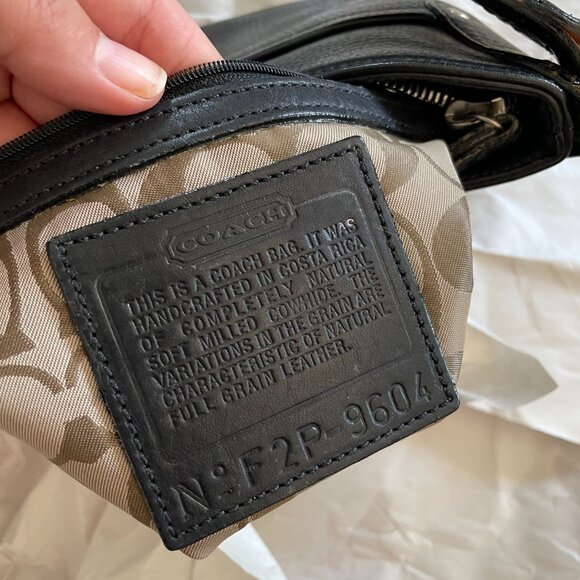 COACH
THIS IS A COACH BAG. IT WAS
HANDCRAFTED IN COSTA RICA
OF COMPLETELY NATURAL
SOFT MILLED COWHIDE. THE
VARIATIONS IN THE GRAIN ARE
CHARACTERISTIC OF NATURAL
FULL GRAIN LEATHER.
Nº F2P-9604